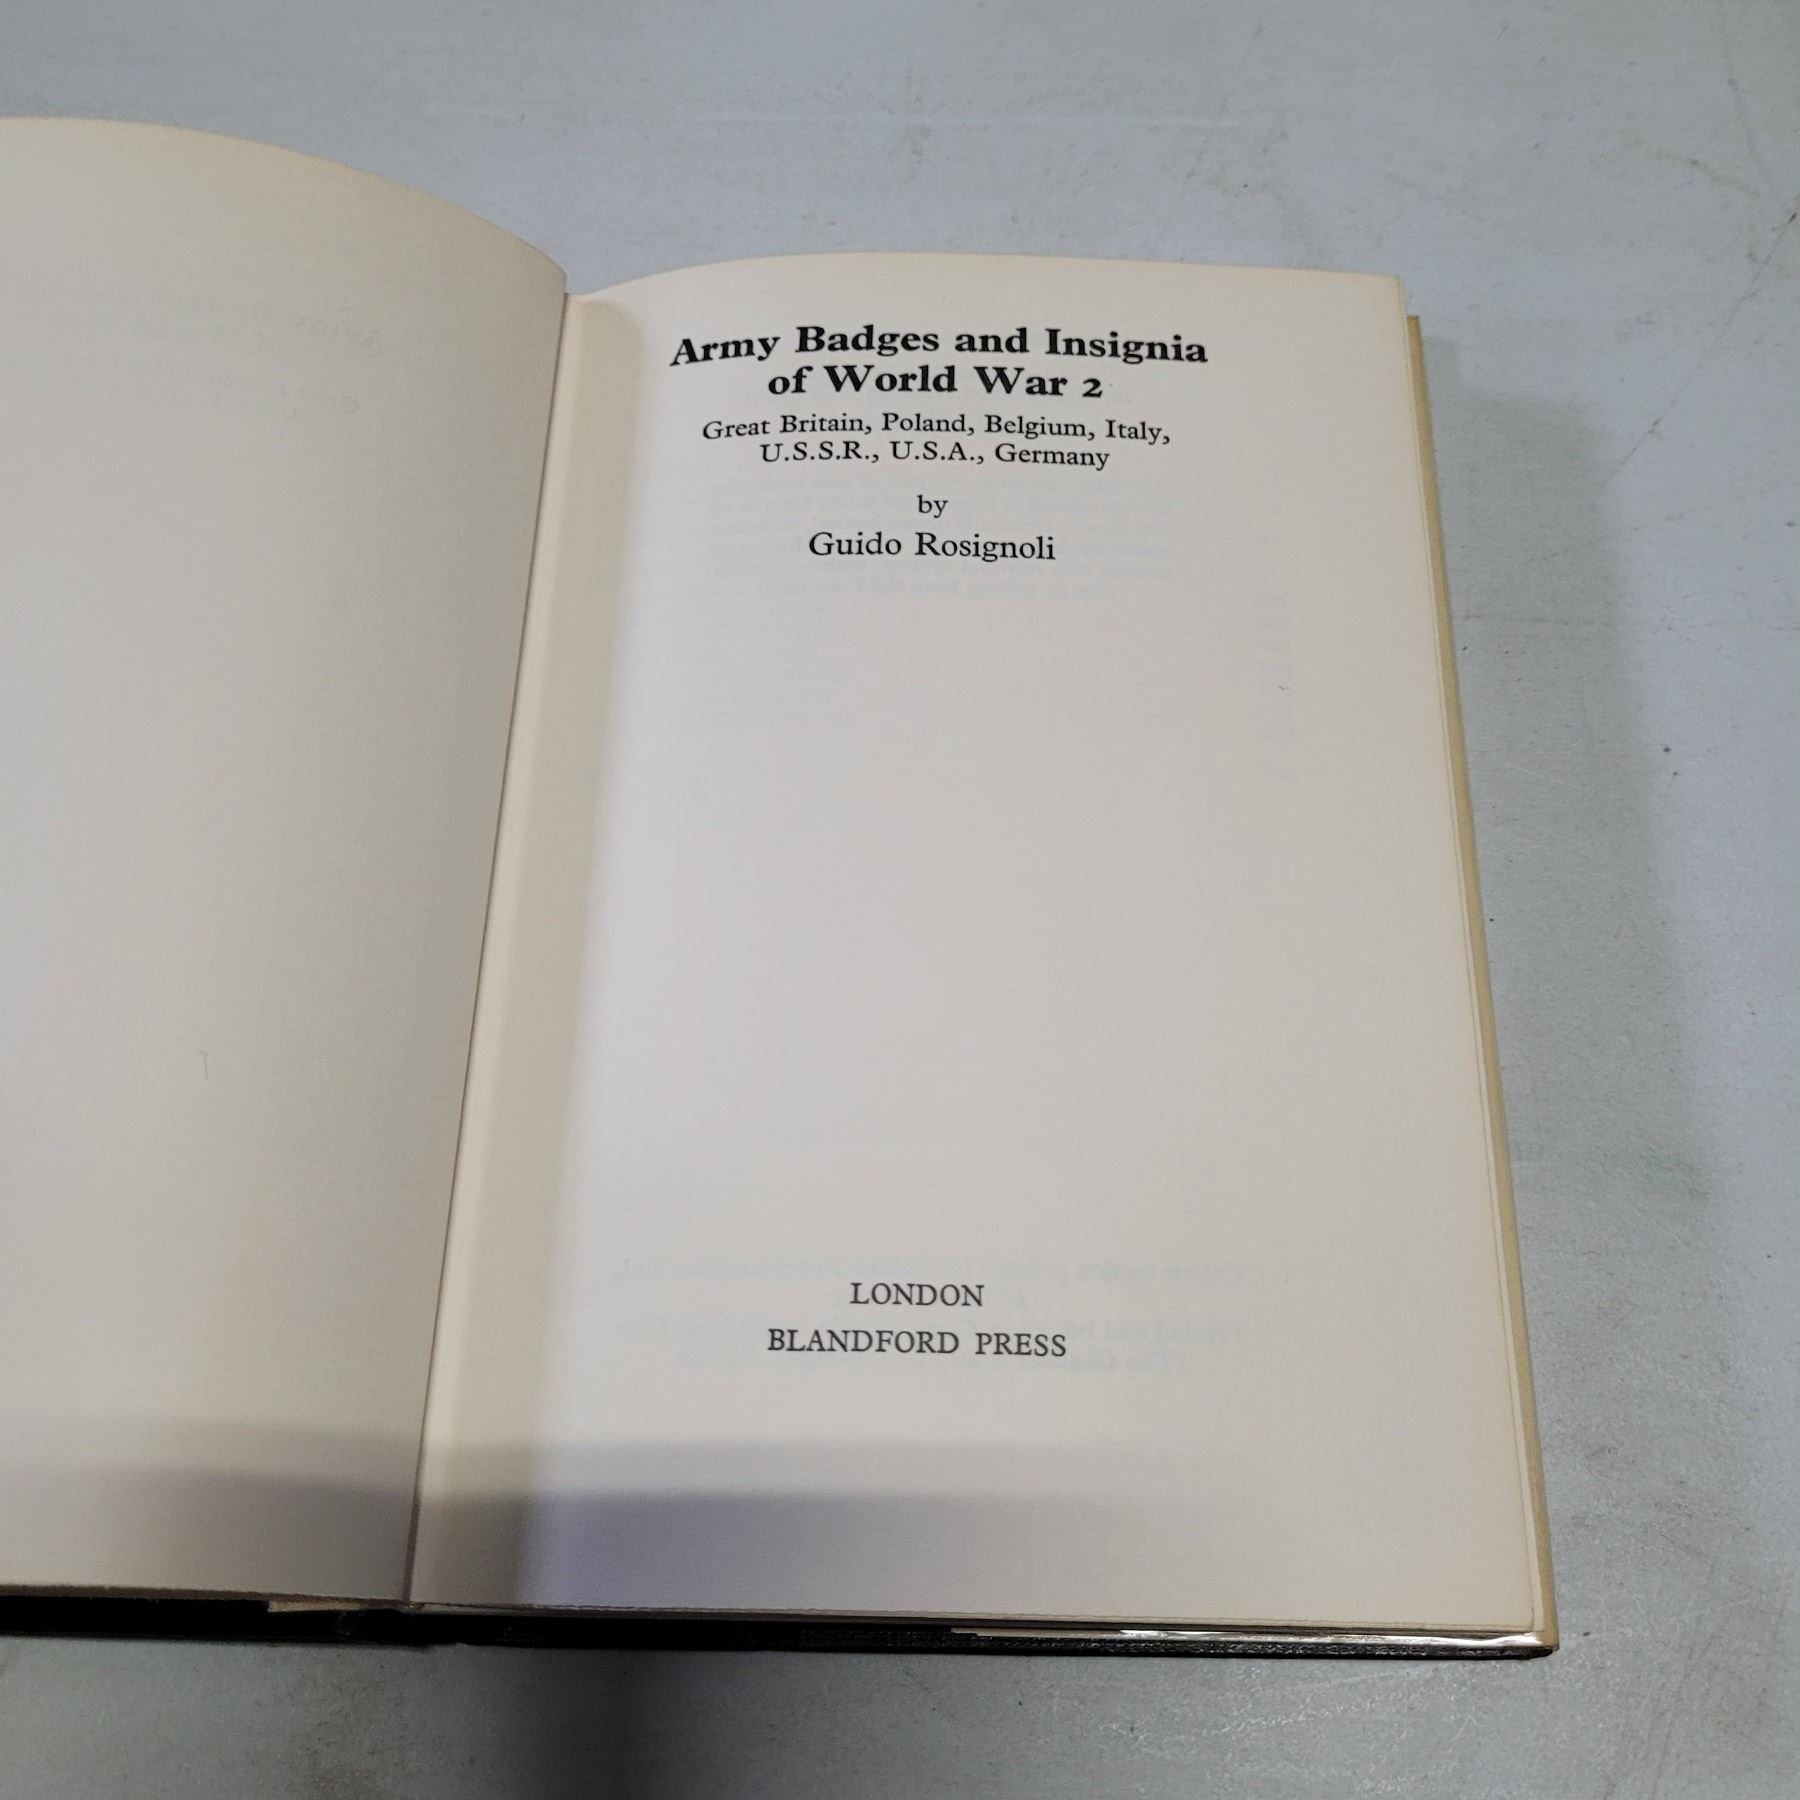 Army Badges and Insignia
of World War 2
Great Britain, Poland, Belgium, Italy,
U.S.S.R., U.S.A., Germany
by
Guido Rosignoli
LONDON
BLANDFORD PRESS